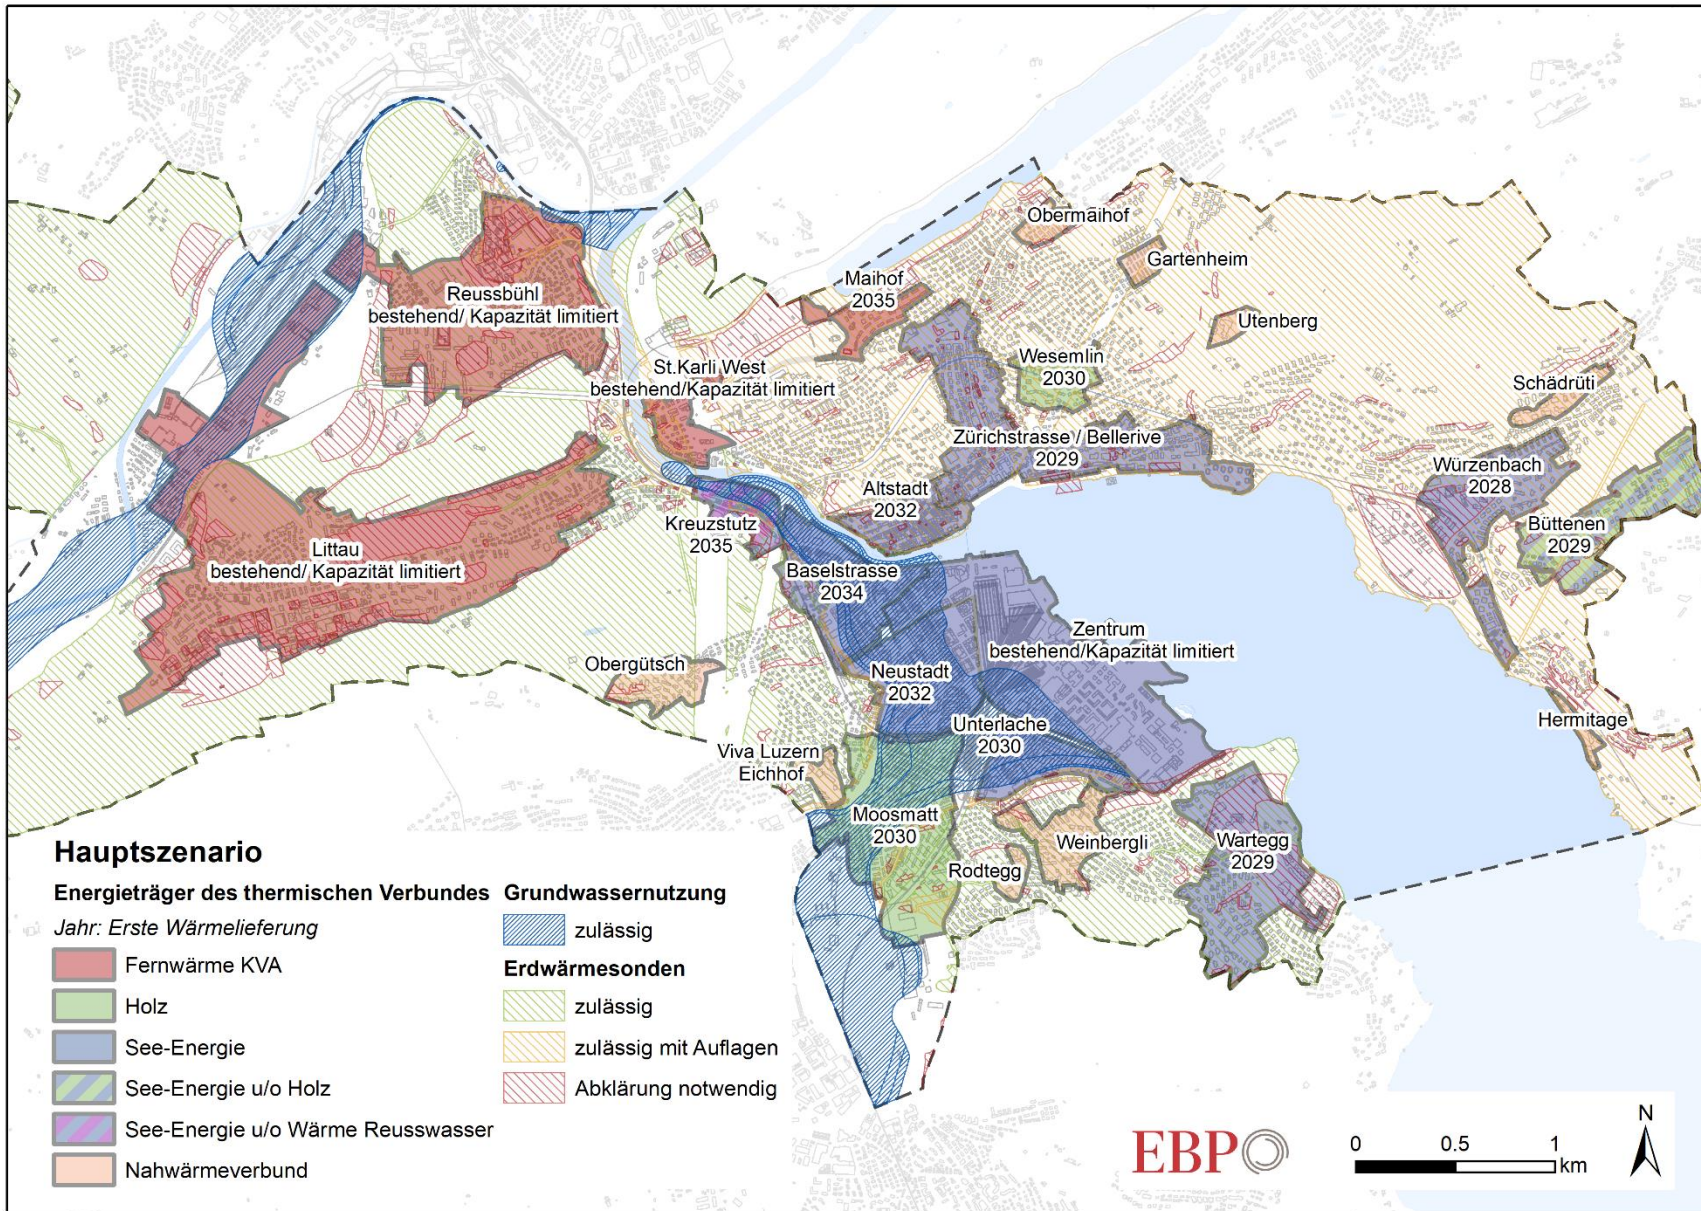 Obermaihof
Gartenheim
Maihof
2035
Utenberg
Reussbühl
bestehend/ Kapazität limitiert
Wesemlin
2030
St.Karli West
bestehend/Kapazität limitiert
Schädrüti
Zürichstrasse / Bellerive
2029
Würzenbach
2028
Altstadt
2032
Kreuzstutz
2035
Büttenen
2029
Littau
bestehend/ Kapazität limitiert
Baselstrasse
2034
Zentrum
bestehend/Kapazität limitiert
Obergütsch
Neustadt
2032
Unterlache
2030
Hermitage
Viva Luzern
Eichhof
Moosmatt
2030
Weinbergli
Wartegg
2029
Rodtegg
Hauptszenario
Energieträger des thermischen Verbundes
Jahr: Erste Wärmelieferung
Fernwärme KVA
Holz
See-Energie
See-Energie u/o Holz
See-Energie u/o Wärme Reusswasser
Nahwärmeverbund
Grundwassernutzung
zulässig
Erdwärmesonden
zulässig
zulässig mit Auflagen
Abklärung notwendig
EBP
0 0.5 1
km
N